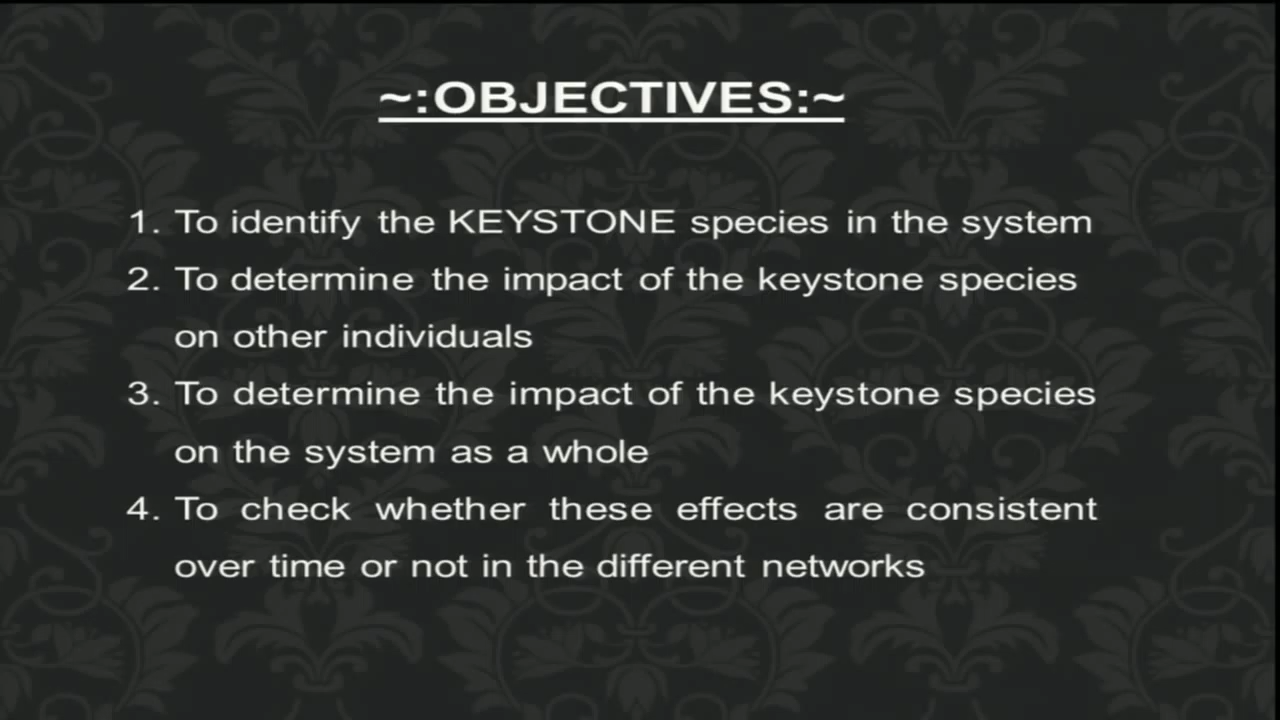 ~:OBJECTIVES:~
1. To identify the KEYSTONE species in the system
2. To determine the impact of the keystone species
on other individuals
3. To determine the impact of the keystone species
on the system as a whole
4. To check whether these effects are consistent
over time or not in the different networks